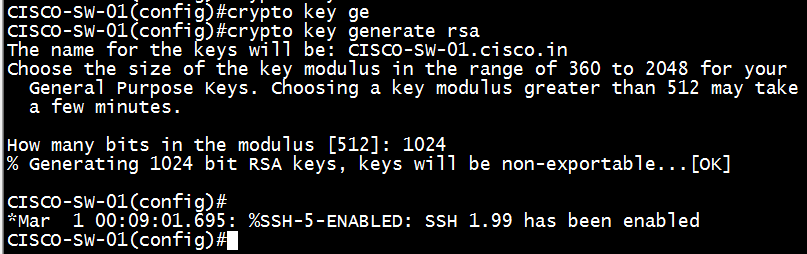 CISCO-SW-01(config)#crypto key ge
CISCO-SW-01(config)#crypto key generate rsa
The name for the keys will be: CISCO-SW-01.cisco.in
Choose the size of the key modulus in the range of 360 to 2048 for your
  General Purpose Keys. Choosing a key modulus greater than 512 may take
  a few minutes.

How many bits in the modulus [512]: 1024
% Generating 1024 bit RSA keys, keys will be non-exportable...[OK]

CISCO-SW-01(config)#
*Mar  1 00:09:01.695: %SSH-5-ENABLED: SSH 1.99 has been enabled
CISCO-SW-01(config)#